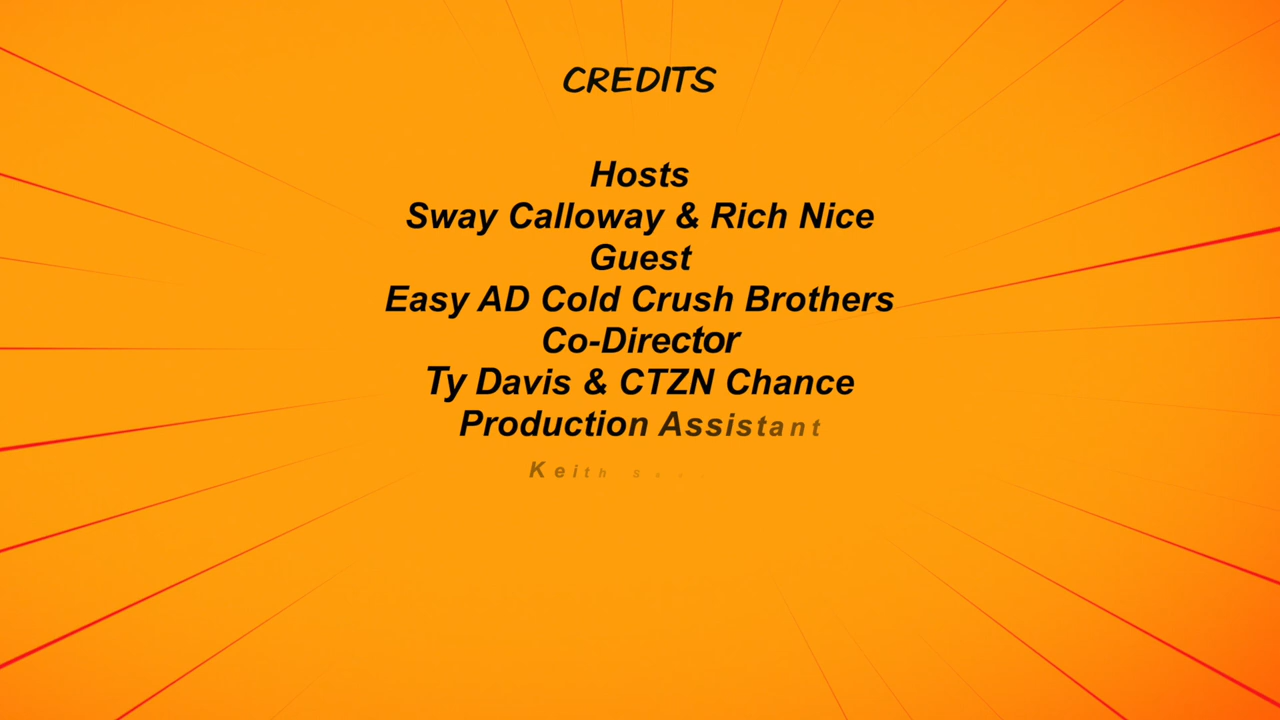 CREDITS
Hosts
Sway Calloway & Rich Nice
Guest
Easy AD Cold Crush Brothers
Co-Director
Ty Davis & CTZN Chance
Production Assistant
Keith